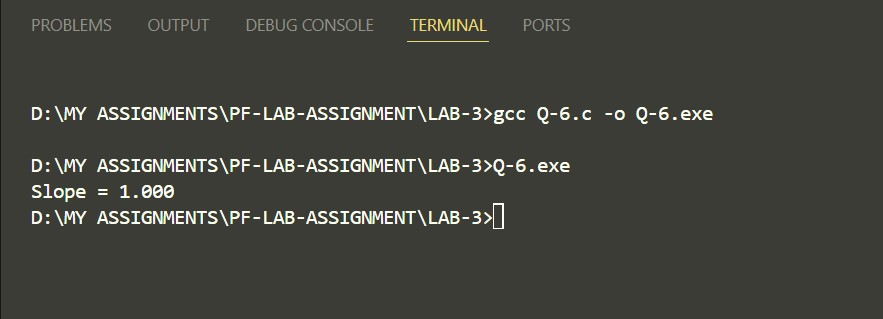 PROBLEMS OUTPUT DEBUG CONSOLE TERMINAL PORTS
D:\MY ASSIGNMENTS\PF-LAB-ASSIGNMENT\LAB-3>gcc Q-6.c -o Q-6.exe
D:\MY ASSIGNMENTS\PF-LAB-ASSIGNMENT\LAB-3>Q-6.exe
Slope = 1.000
D:\MY ASSIGNMENTS\PF-LAB-ASSIGNMENT\LAB-3>